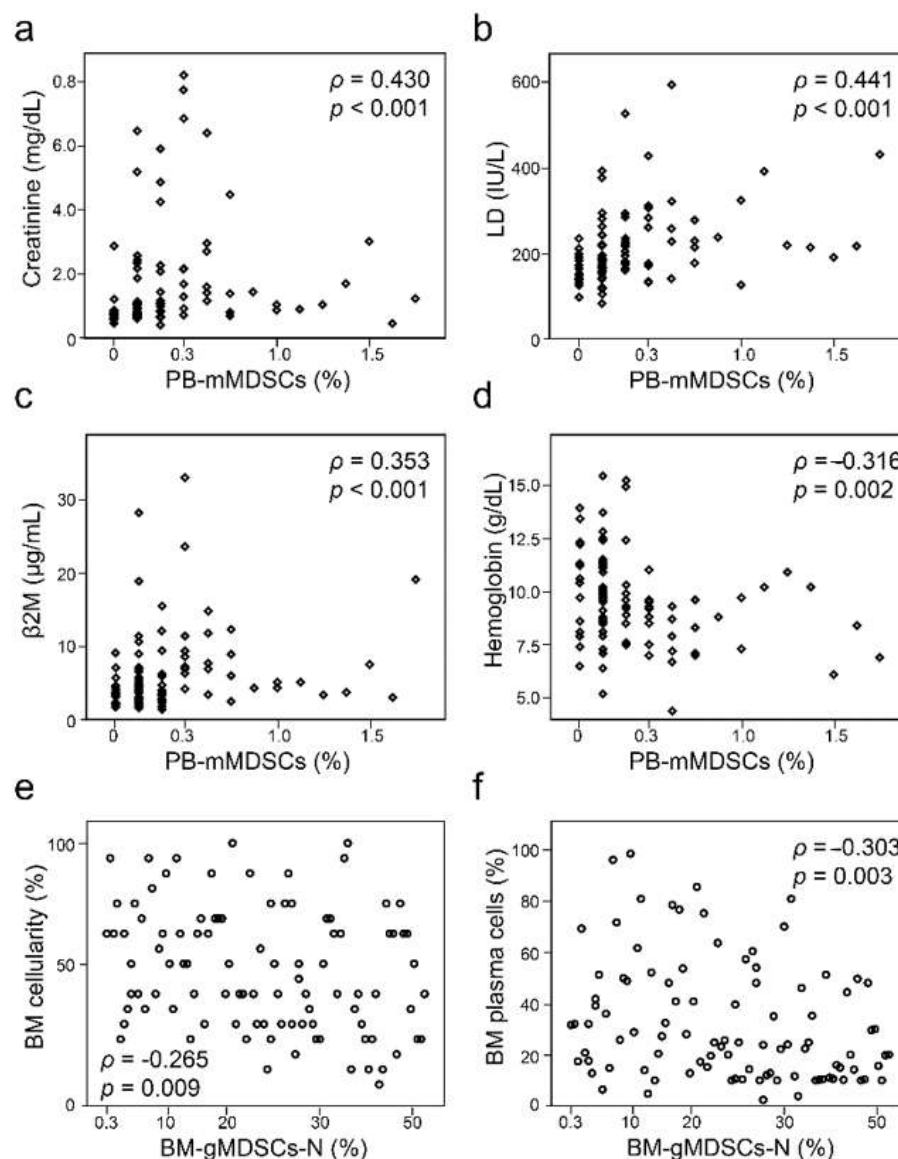 a
ρ = 0.430
p < 0.001
Creatinine (mg/dL)
0.8
6.0
4.0
2.0
0
0 0.3 1.0 1.5
PB-mMDSCs (%)
b
ρ = 0.441
p < 0.001
LD (IU/L)
600
400
200
0
0 0.3 1.0 1.5
PB-mMDSCs (%)
c
ρ = 0.353
p < 0.001
β2M (µg/mL)
30
20
10
0
0 0.3 1.0 1.5
PB-mMDSCs (%)
d
ρ = –0.316
p = 0.002
Hemoglobin (g/dL)
15.0
12.5
10.0
7.5
5.0
0 0.3 1.0 1.5
PB-mMDSCs (%)
e
BM cellularity (%)
100
50
0
ρ = -0.265
p = 0.009
0.3 10 20 30 50
BM-gMDSCs-N (%)
f
ρ = –0.303
p = 0.003
BM plasma cells (%)
100
80
60
40
20
0
0.3 10 20 30 50
BM-gMDSCs-N (%)